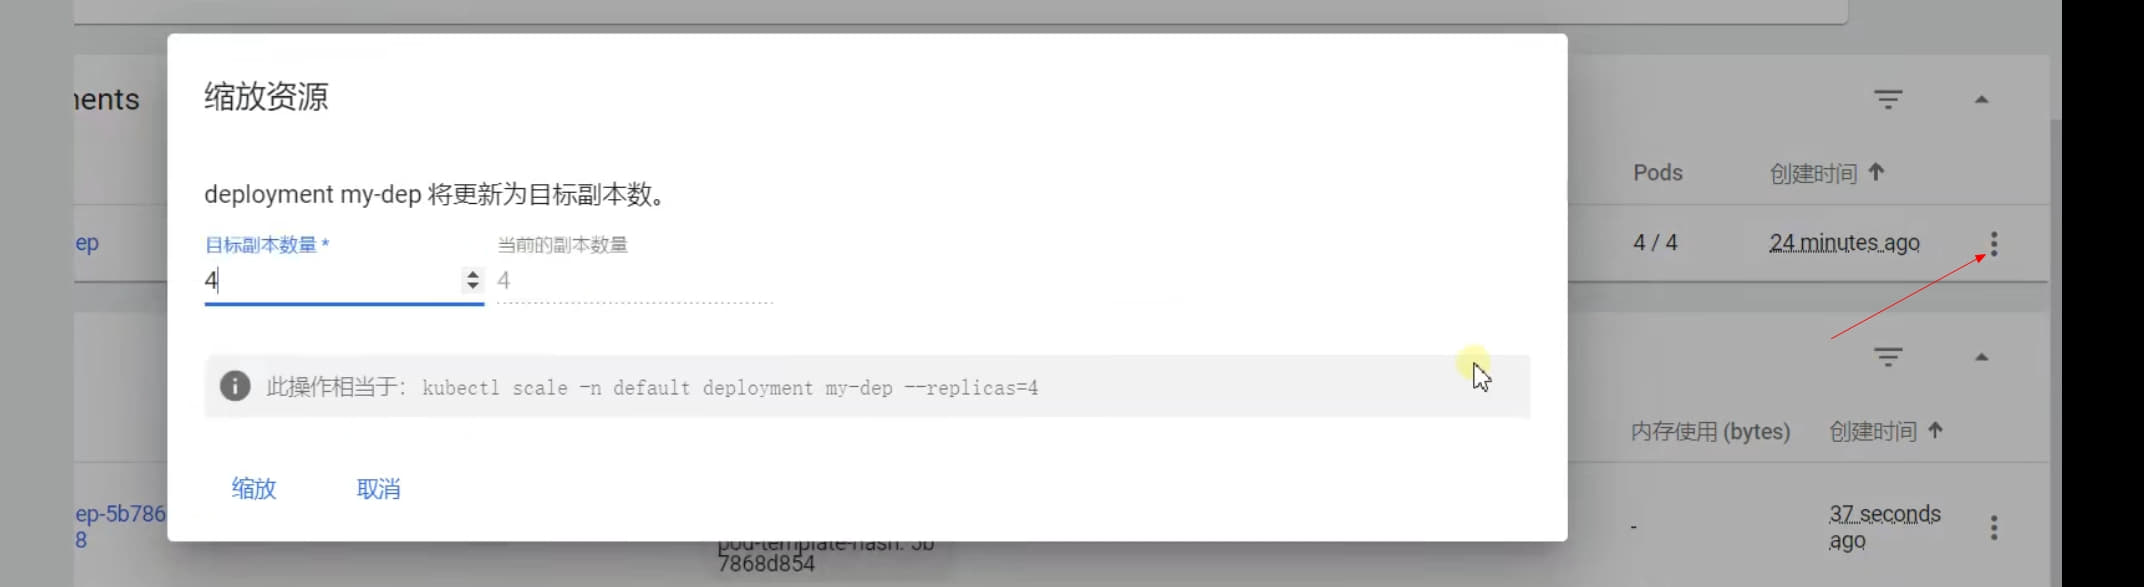 缩放资源
ments
Pods
创建时间
deployment my-dep 将更新为目标副本数。
目标副本数量 *
当前的副本数量
ep
4
4
4 / 4
24 minutes ago
此操作相当于: kubectl scale -n default deployment my-dep --replicas=4
内存使用 (bytes)
创建时间
缩放
取消
ep-5b786
8
pod-template-hash: 5b
7868d854
-
37 seconds
ago